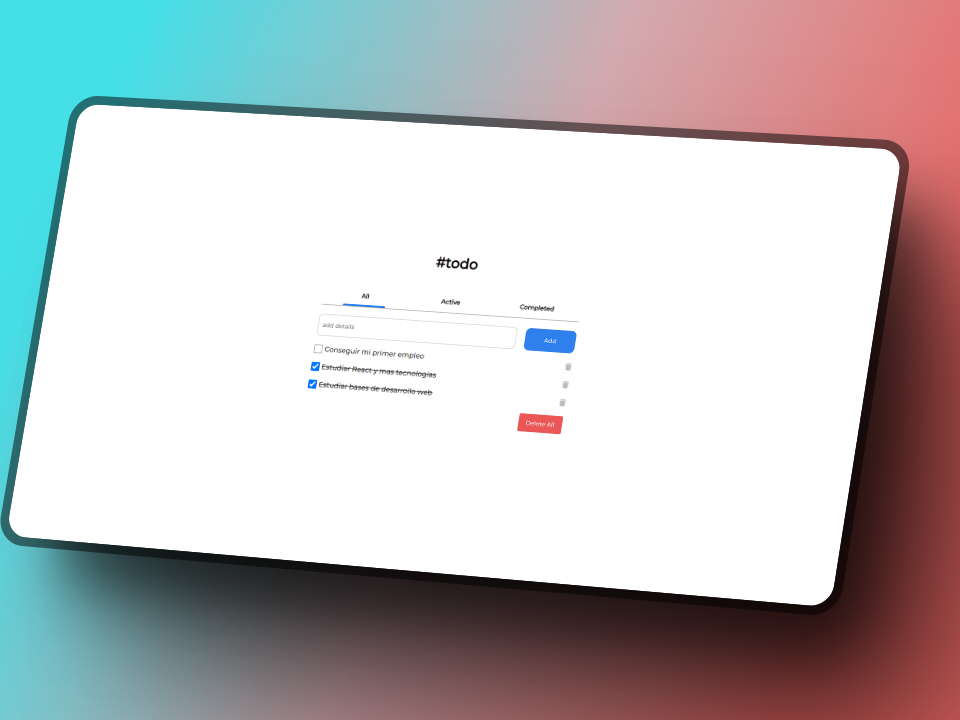 #todo
All
Active
Completed
add details
Add
Conseguir mi primer empleo
Estudiar React y mas tecnologias
Estudiar bases de desarrollo web
Delete All